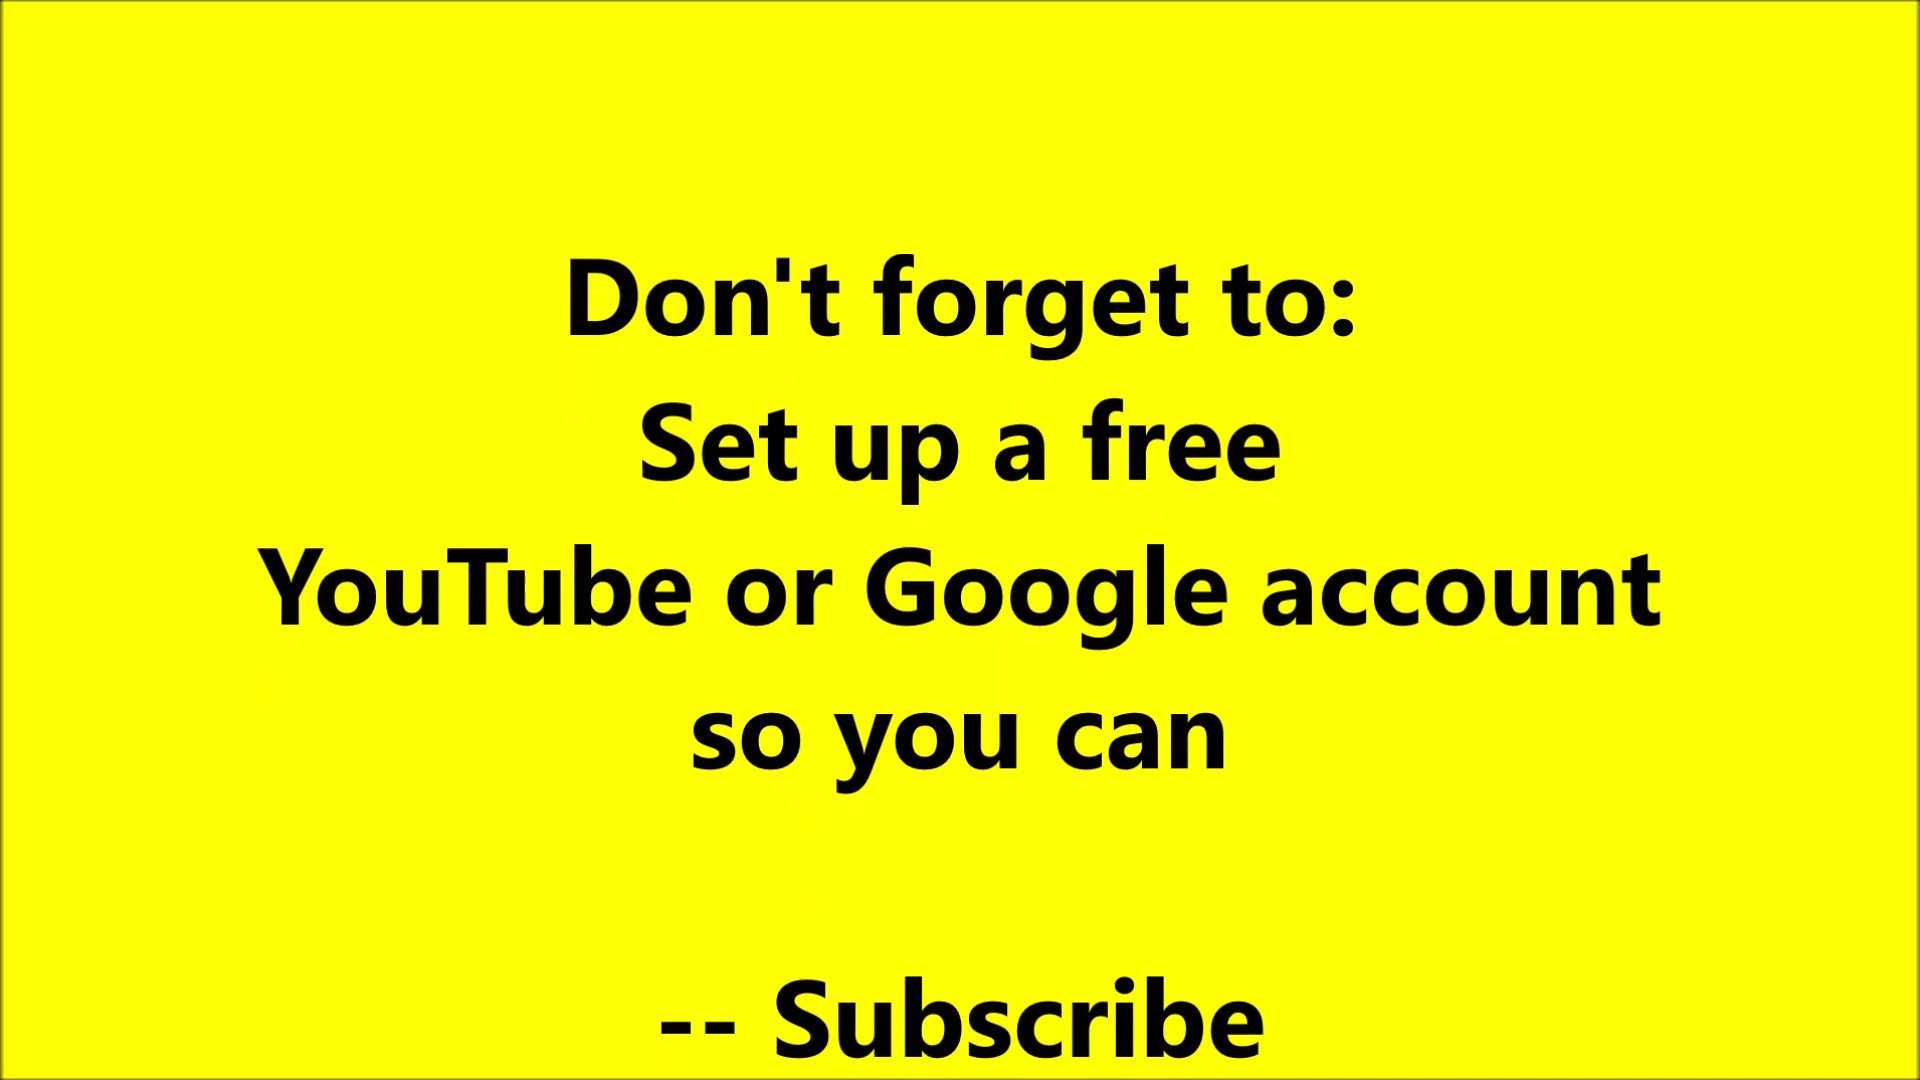 Don't forget to:
Set up a free
YouTube or Google account
so you can
-- Subscribe